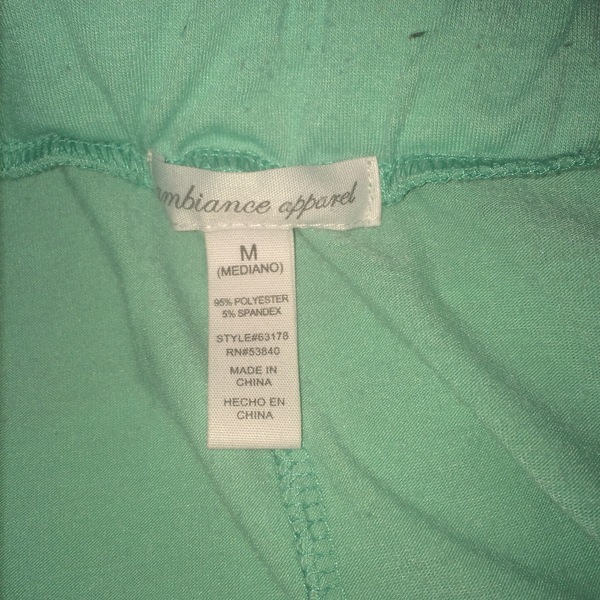 ambiance apparel
M
(MEDIANO)
95% POLYESTER
5% SPANDEX
STYLE#63178
RN#53840
MADE IN
CHINA
HECHO EN
CHINA